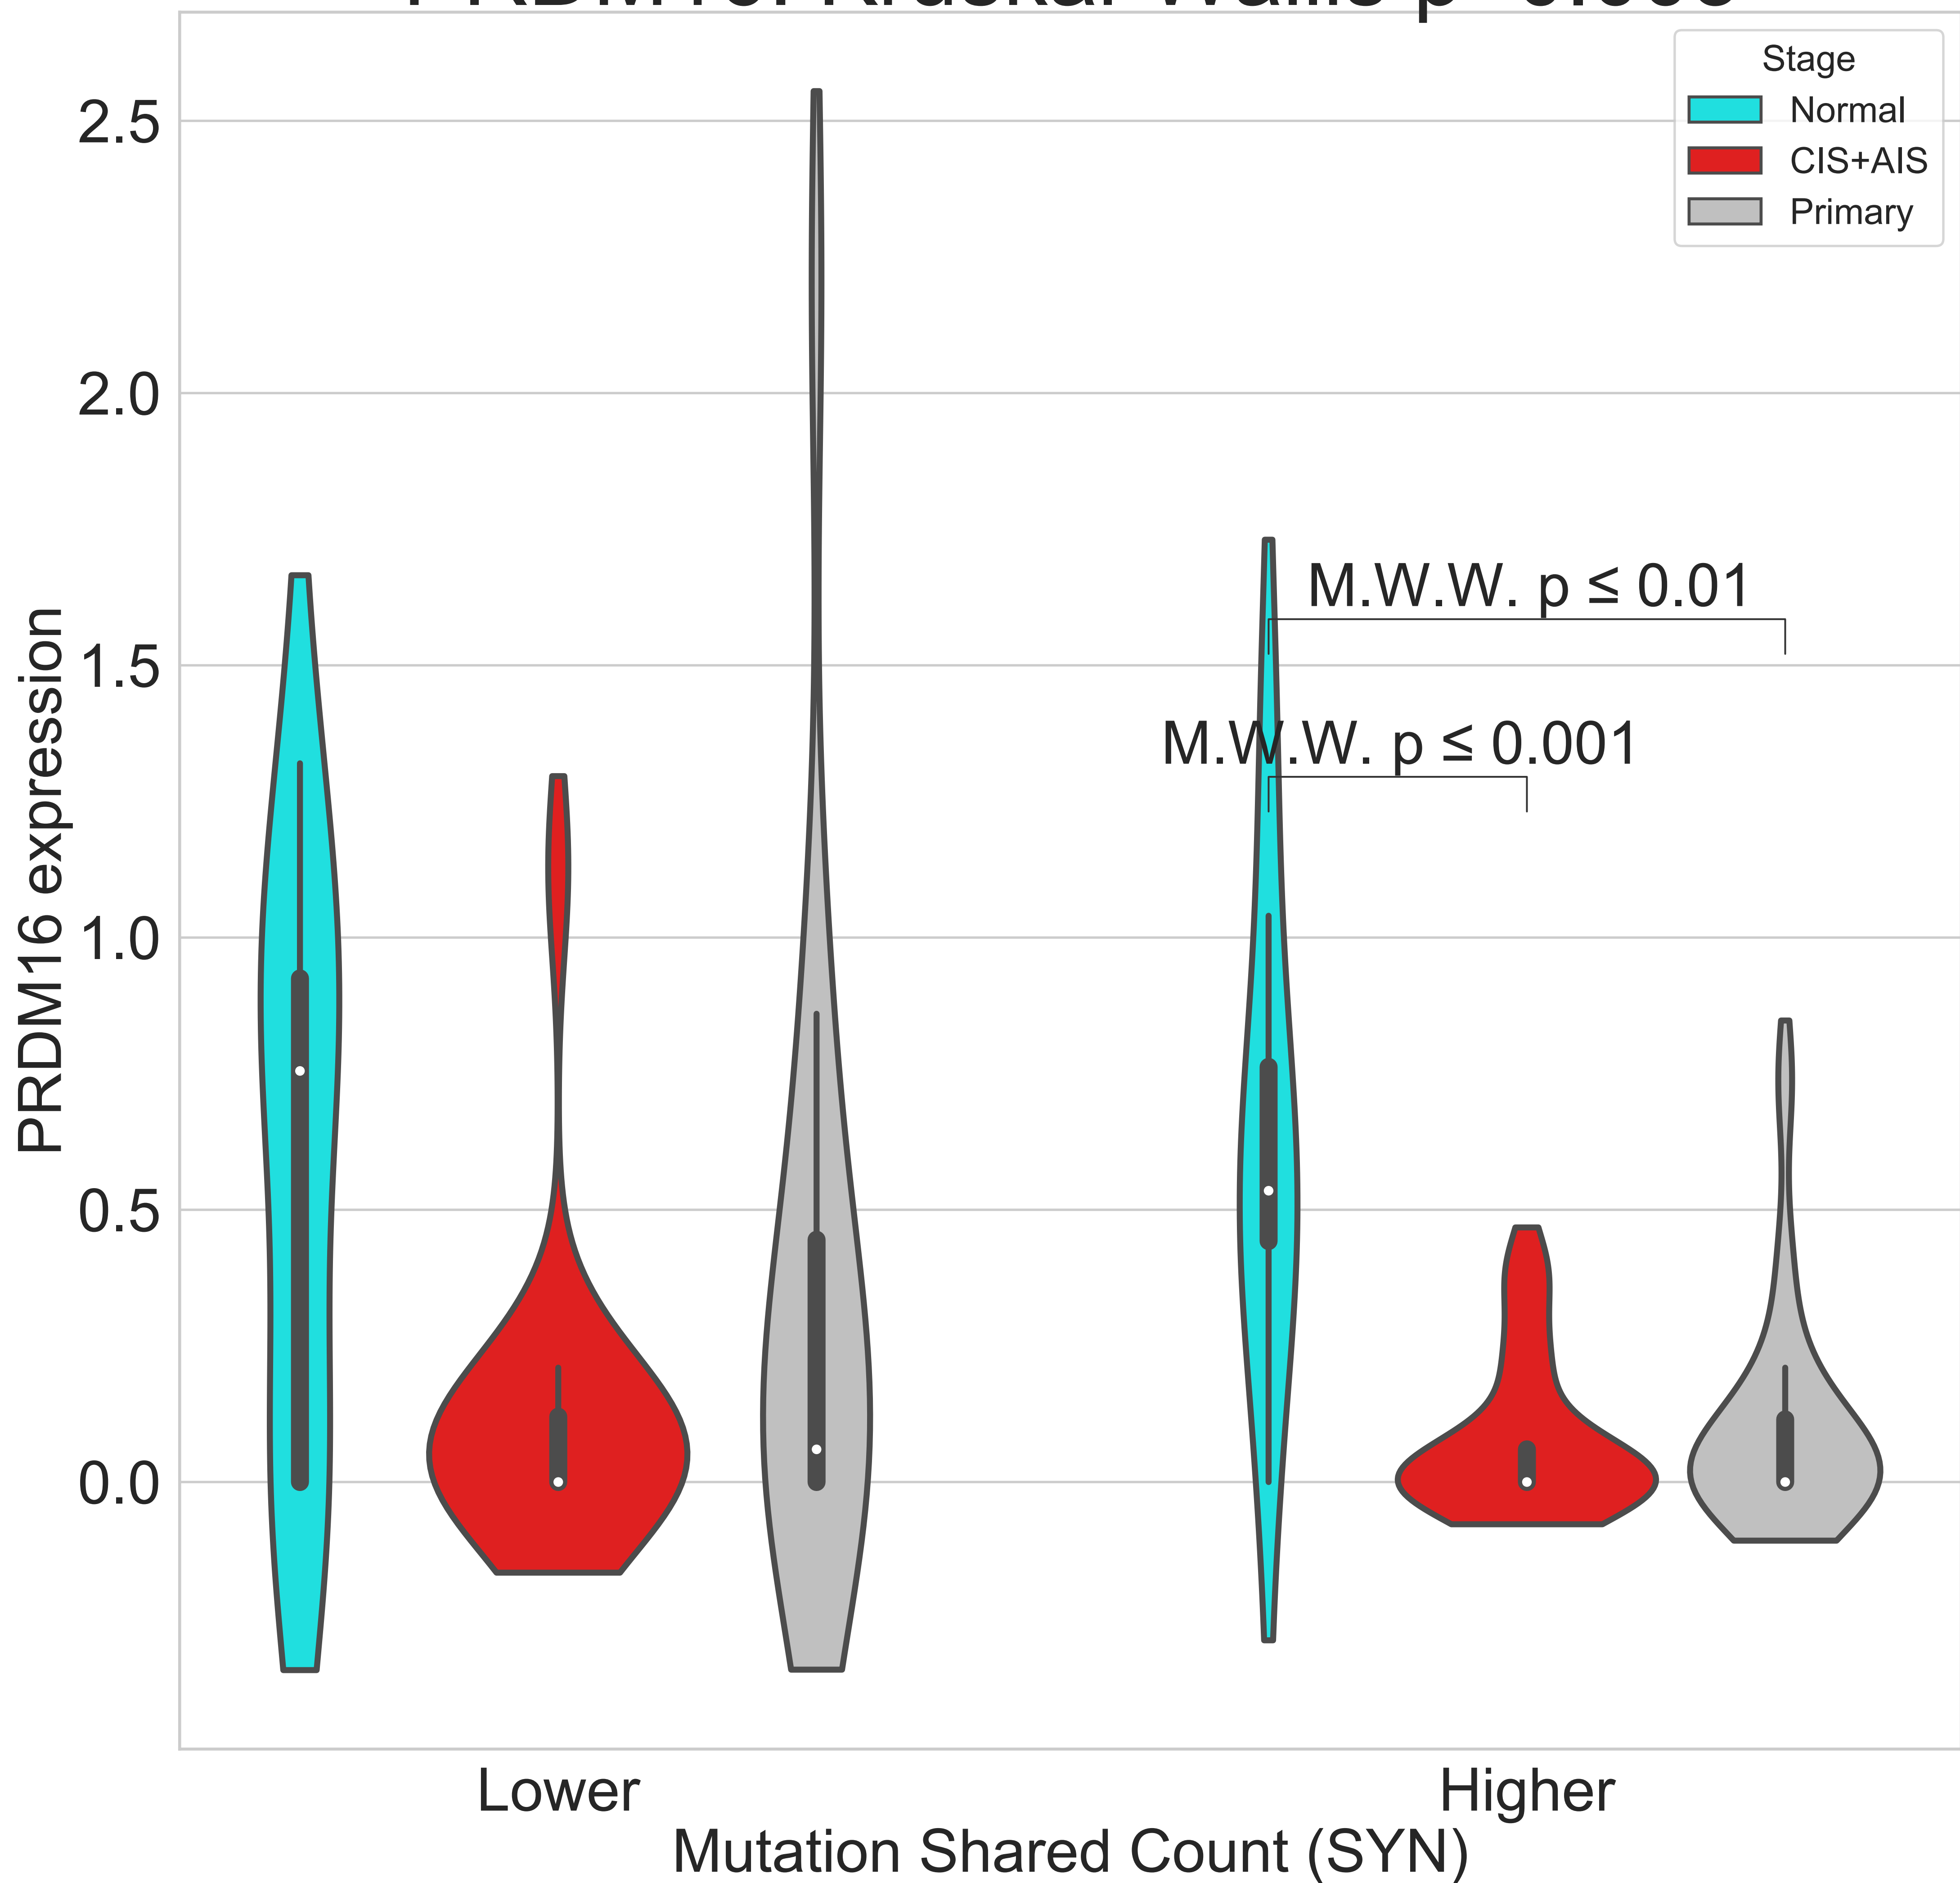 Stage
Normal
CIS+AIS
Primary
2.5
2.0
1.5
1.0
0.5
0.0
PRDM16 expression
M.W.W. p ≤ 0.01
M.W.W. p ≤ 0.001
Lower
Higher
Mutation Shared Count (SYN)